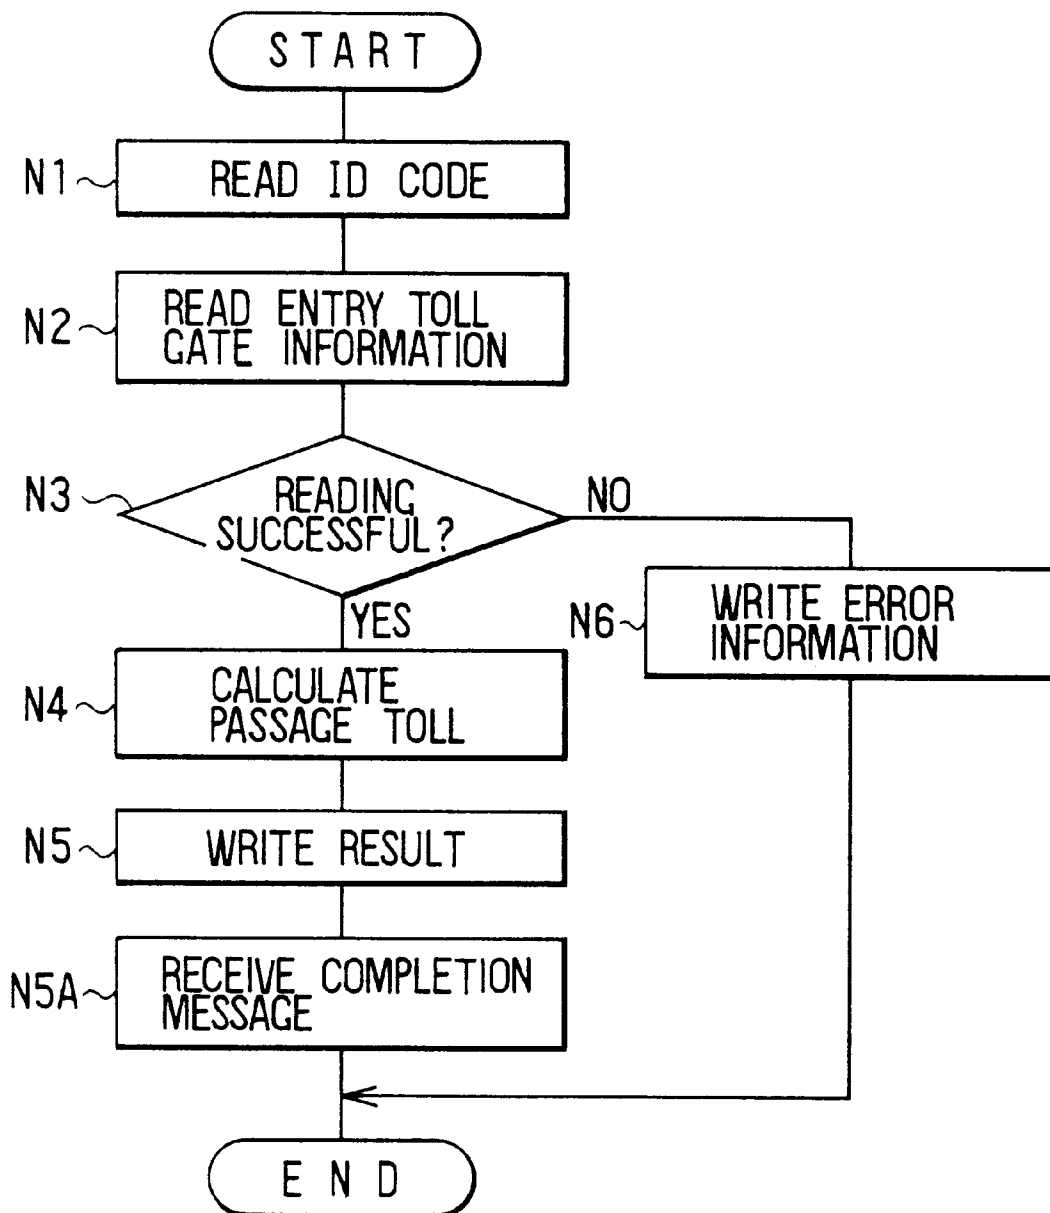 START
N1
READ ID CODE
N2
READ ENTRY TOLL
GATE INFORMATION
N3
READING
SUCCESSFUL?
NO
YES
N6
WRITE ERROR
INFORMATION
N4
CALCULATE
PASSAGE TOLL
N5
WRITE RESULT
N5A
RECEIVE COMPLETION
MESSAGE
END